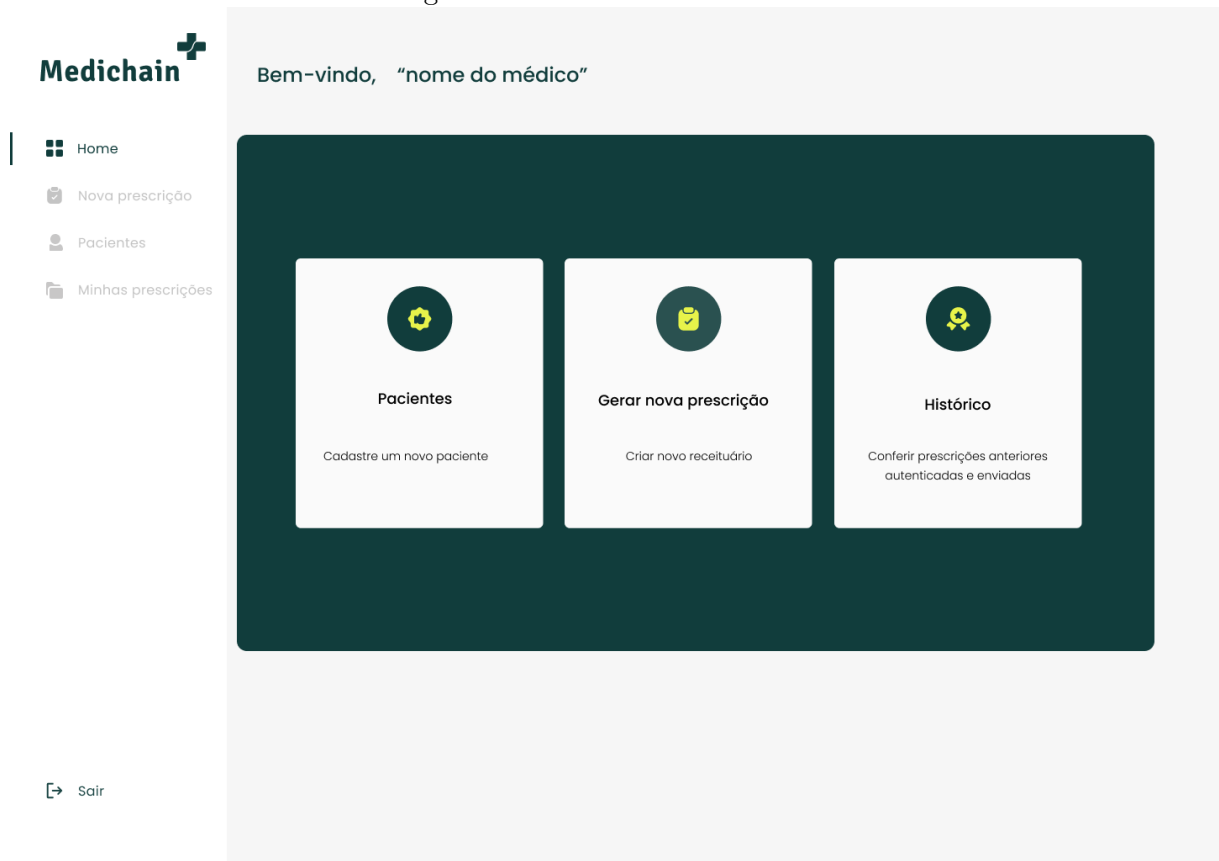 Medichain
Bem-vindo, “nome do médico”
Home
Nova prescrição
Pacientes
Minhas prescrições
Pacientes
Cadastre um novo paciente
Gerar nova prescrição
Criar novo receituário
Histórico
Conferir prescrições anteriores
autenticadas e enviadas
Sair